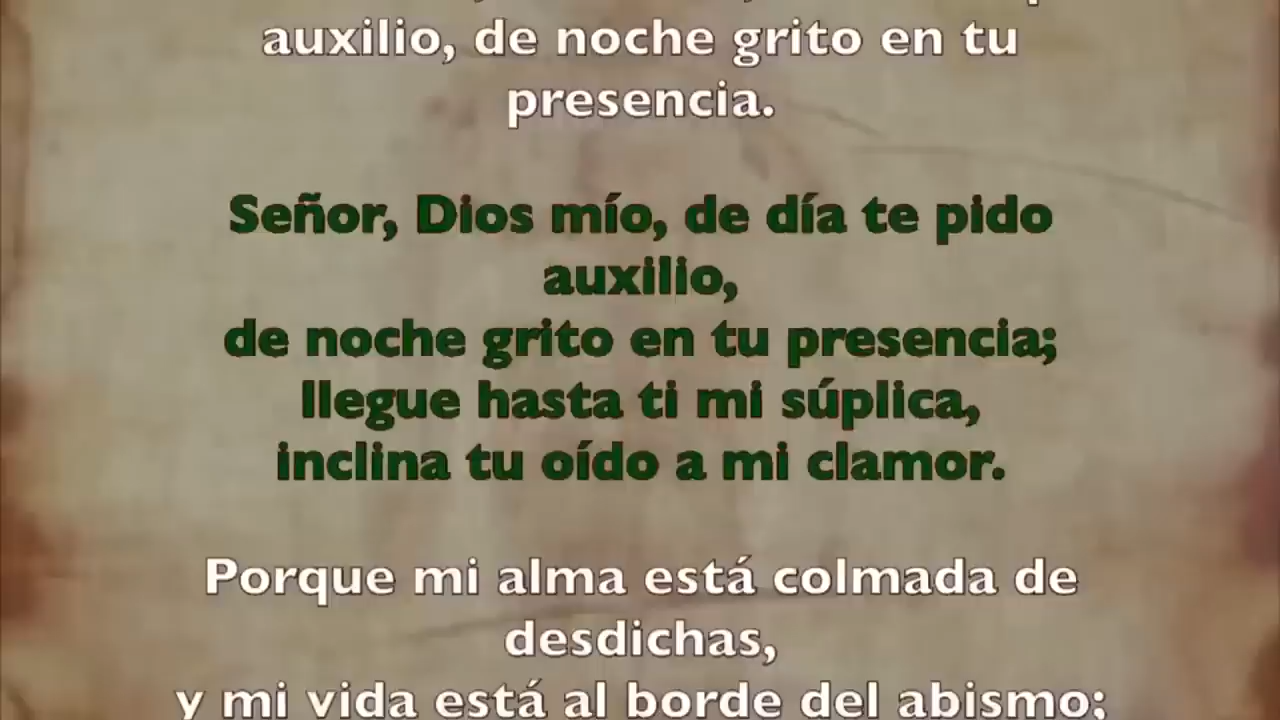 auxilio, de noche grito en tu
presencia.
Señor, Dios mío, de día te pido
auxilio,
de noche grito en tu presencia;
llegue hasta ti mi súplica,
inclina tu oído a mi clamor.
Porque mi alma está colmada de
desdichas,
y mi vida está al borde del abismo;